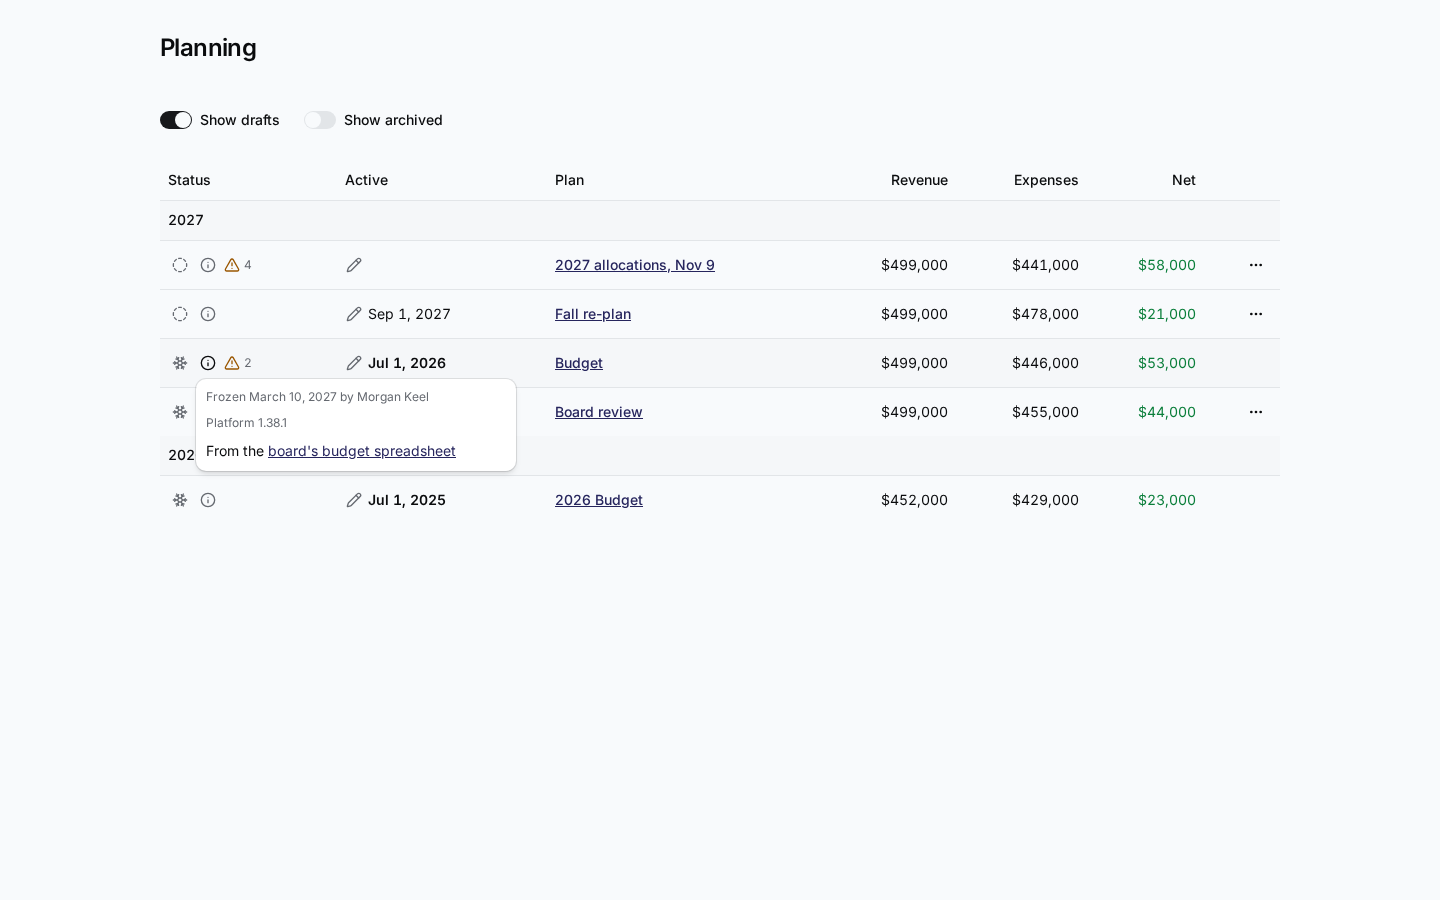 Planning
Show drafts Show archived
Status Active Plan Revenue Expenses Net
2027
4 2027 allocations, Nov 9 $499,000 $441,000 $58,000
Sep 1, 2027 Fall re-plan $499,000 $478,000 $21,000
2 Jul 1, 2026 Budget $499,000 $446,000 $53,000
Frozen March 10, 2027 by Morgan Keel
Platform 1.38.1
From the board's budget spreadsheet
Board review $499,000 $455,000 $44,000
202
Jul 1, 2025 2026 Budget $452,000 $429,000 $23,000